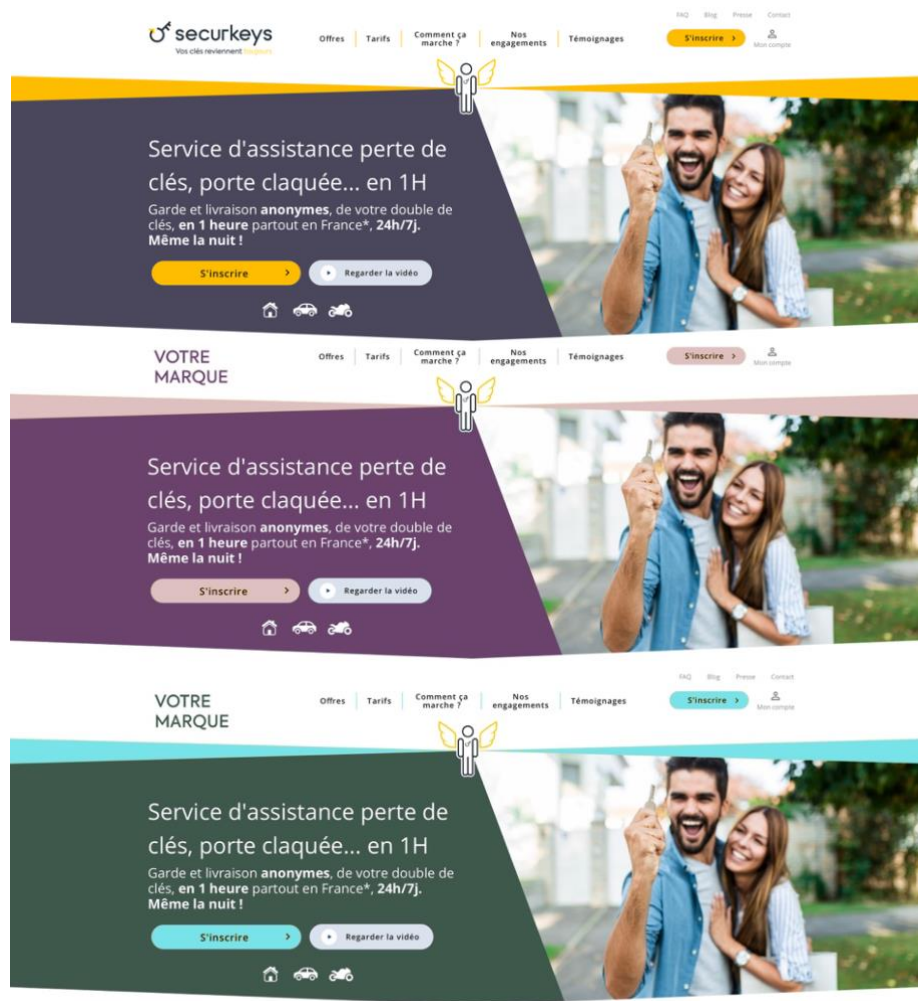 FAQ Blog Presse Contact
securkeys
Vos clés reviennent toujours
Offres Tarifs Comment ça marche ? Nos engagements Témoignages
S'inscrire >
Mon compte
Service d'assistance perte de
clés, porte claquée... en 1H
Garde et livraison anonymes, de votre double de
clés, en 1 heure partout en France*, 24h/7j.
Même la nuit !
S'inscrire >
Regarder la vidéo
VOTRE
MARQUE
Offres Tarifs Comment ça marche ? Nos engagements Témoignages
S'inscrire >
Mon compte
Service d'assistance perte de
clés, porte claquée... en 1H
Garde et livraison anonymes, de votre double de
clés, en 1 heure partout en France*, 24h/7j.
Même la nuit !
S'inscrire >
Regarder la vidéo
FAQ Blog Presse Contact
VOTRE
MARQUE
Offres Tarifs Comment ça marche ? Nos engagements Témoignages
S'inscrire >
Mon compte
Service d'assistance perte de
clés, porte claquée... en 1H
Garde et livraison anonymes, de votre double de
clés, en 1 heure partout en France*, 24h/7j.
Même la nuit !
S'inscrire >
Regarder la vidéo